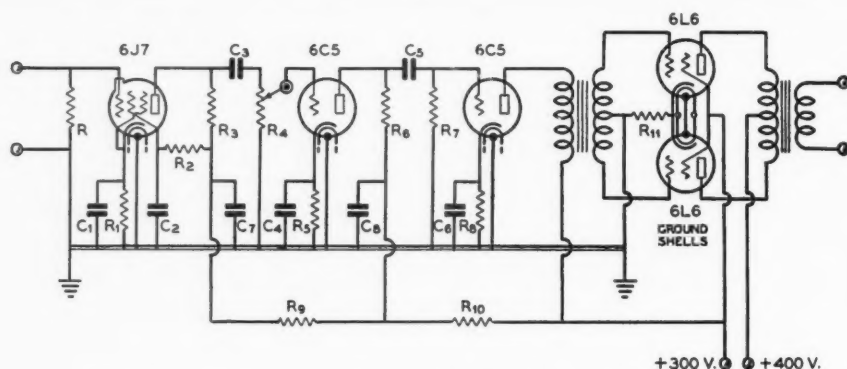 6J7
C3
6C5
C5
6C5
6L6
R
R2
R3
R4
R6
R7
R11
C1
R1
C2
C7
C4
R5
C8
C6
R8
6L6
GROUND
SHELLS
R9
R10
+300 V.
+400 V.